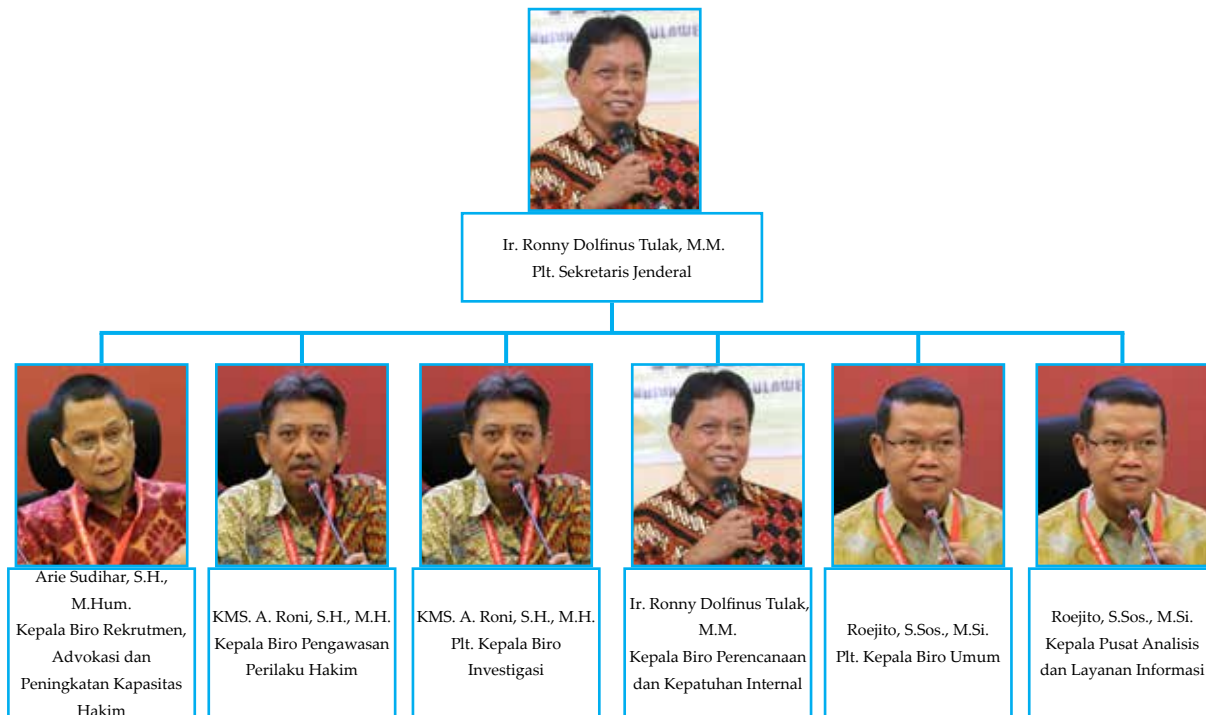 Ir. Ronny Dolfinus Tulak, M.M.
Plt. Sekretaris Jenderal
Arie Sudihar, S.H.,
M.Hum.
Kepala Biro Rekrutmen,
Advokasi dan
Peningkatan Kapasitas
Hakim
KMS. A. Roni, S.H., M.H.
Kepala Biro Pengawasan
Perilaku Hakim
KMS. A. Roni, S.H., M.H.
Plt. Kepala Biro
Investigasi
Ir. Ronny Dolfinus Tulak,
M.M.
Kepala Biro Perencanaan
dan Kepatuhan Internal
Roejito, S.Sos., M.Si.
Plt. Kepala Biro Umum
Roejito, S.Sos., M.Si.
Kepala Pusat Analisis
dan Layanan Informasi